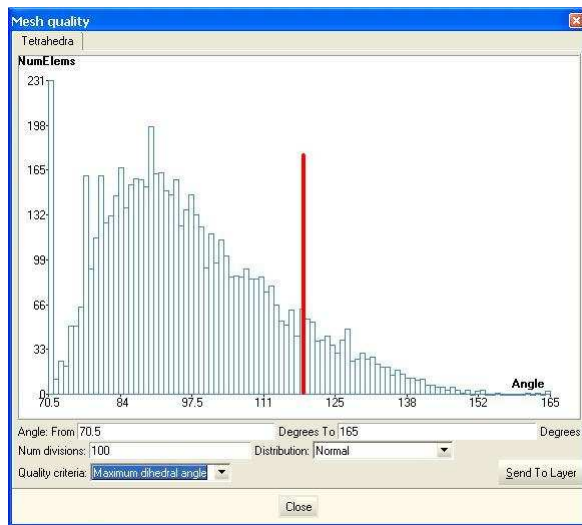 Mesh quality
Tetrahedra
NumElems
231
198
165
132
99
66
33
0
Angle
70.5 84 97.5 111 125 138 152 165
Angle: From 70.5 Degrees To 165 Degrees
Num divisions: 100 Distribution: Normal
Quality criteria: Maximum dihedral angle Send To Layer
Close